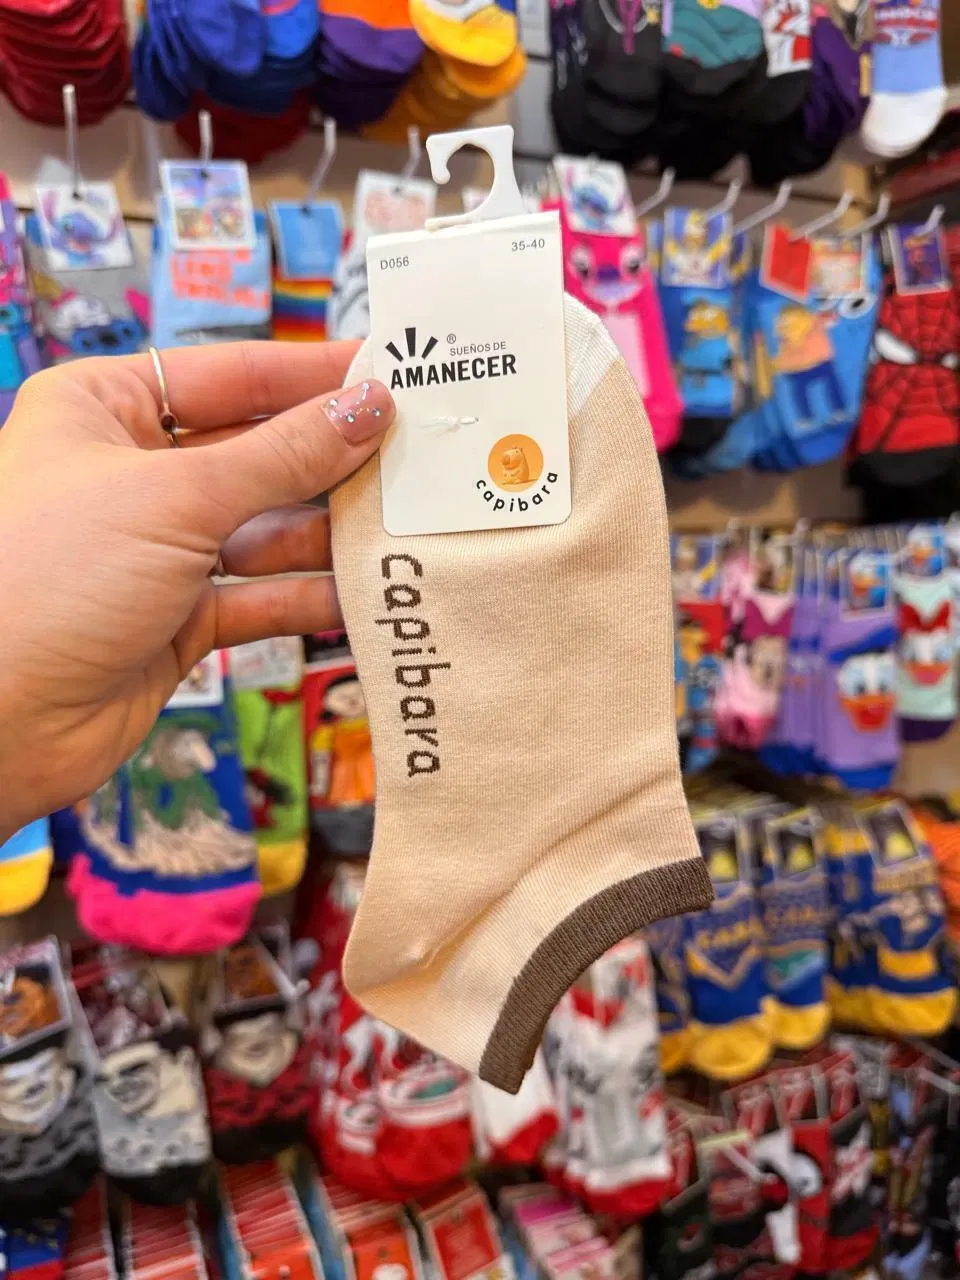 D056
35-40
®
SUEÑOS DE
AMANECER
capibara
capibara